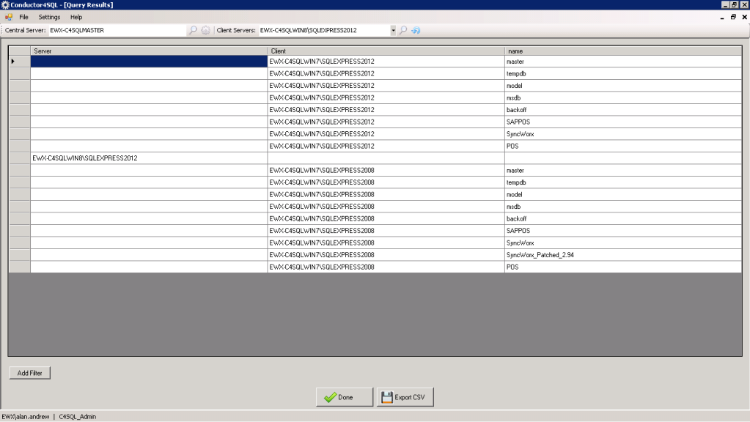 Conductor4SQL - [Query Results]
File Settings Help
Central Server: EWX-C4SQLMASTER Client Servers: EWX-C4SQLWIN8\SQLEXPRESS2012
Server Client name
EWX-C4SQLWIN7\SQLEXPRESS2012 master
EWX-C4SQLWIN7\SQLEXPRESS2012 tempdb
EWX-C4SQLWIN7\SQLEXPRESS2012 model
EWX-C4SQLWIN7\SQLEXPRESS2012 msdb
EWX-C4SQLWIN7\SQLEXPRESS2012 backoff
EWX-C4SQLWIN7\SQLEXPRESS2012 SAPPOS
EWX-C4SQLWIN7\SQLEXPRESS2012 SyncWorx
EWX-C4SQLWIN7\SQLEXPRESS2012 POS
EWX-C4SQLWIN8\SQLEXPRESS2012
EWX-C4SQLWIN7\SQLEXPRESS2008 master
EWX-C4SQLWIN7\SQLEXPRESS2008 tempdb
EWX-C4SQLWIN7\SQLEXPRESS2008 model
EWX-C4SQLWIN7\SQLEXPRESS2008 msdb
EWX-C4SQLWIN7\SQLEXPRESS2008 backoff
EWX-C4SQLWIN7\SQLEXPRESS2008 SAPPOS
EWX-C4SQLWIN7\SQLEXPRESS2008 SyncWorx
EWX-C4SQLWIN7\SQLEXPRESS2008 SyncWorx_Patched_2.94
EWX-C4SQLWIN7\SQLEXPRESS2008 POS
Add Filter
Done Export CSV
EWX\alan.andrew | C4SQL_Admin